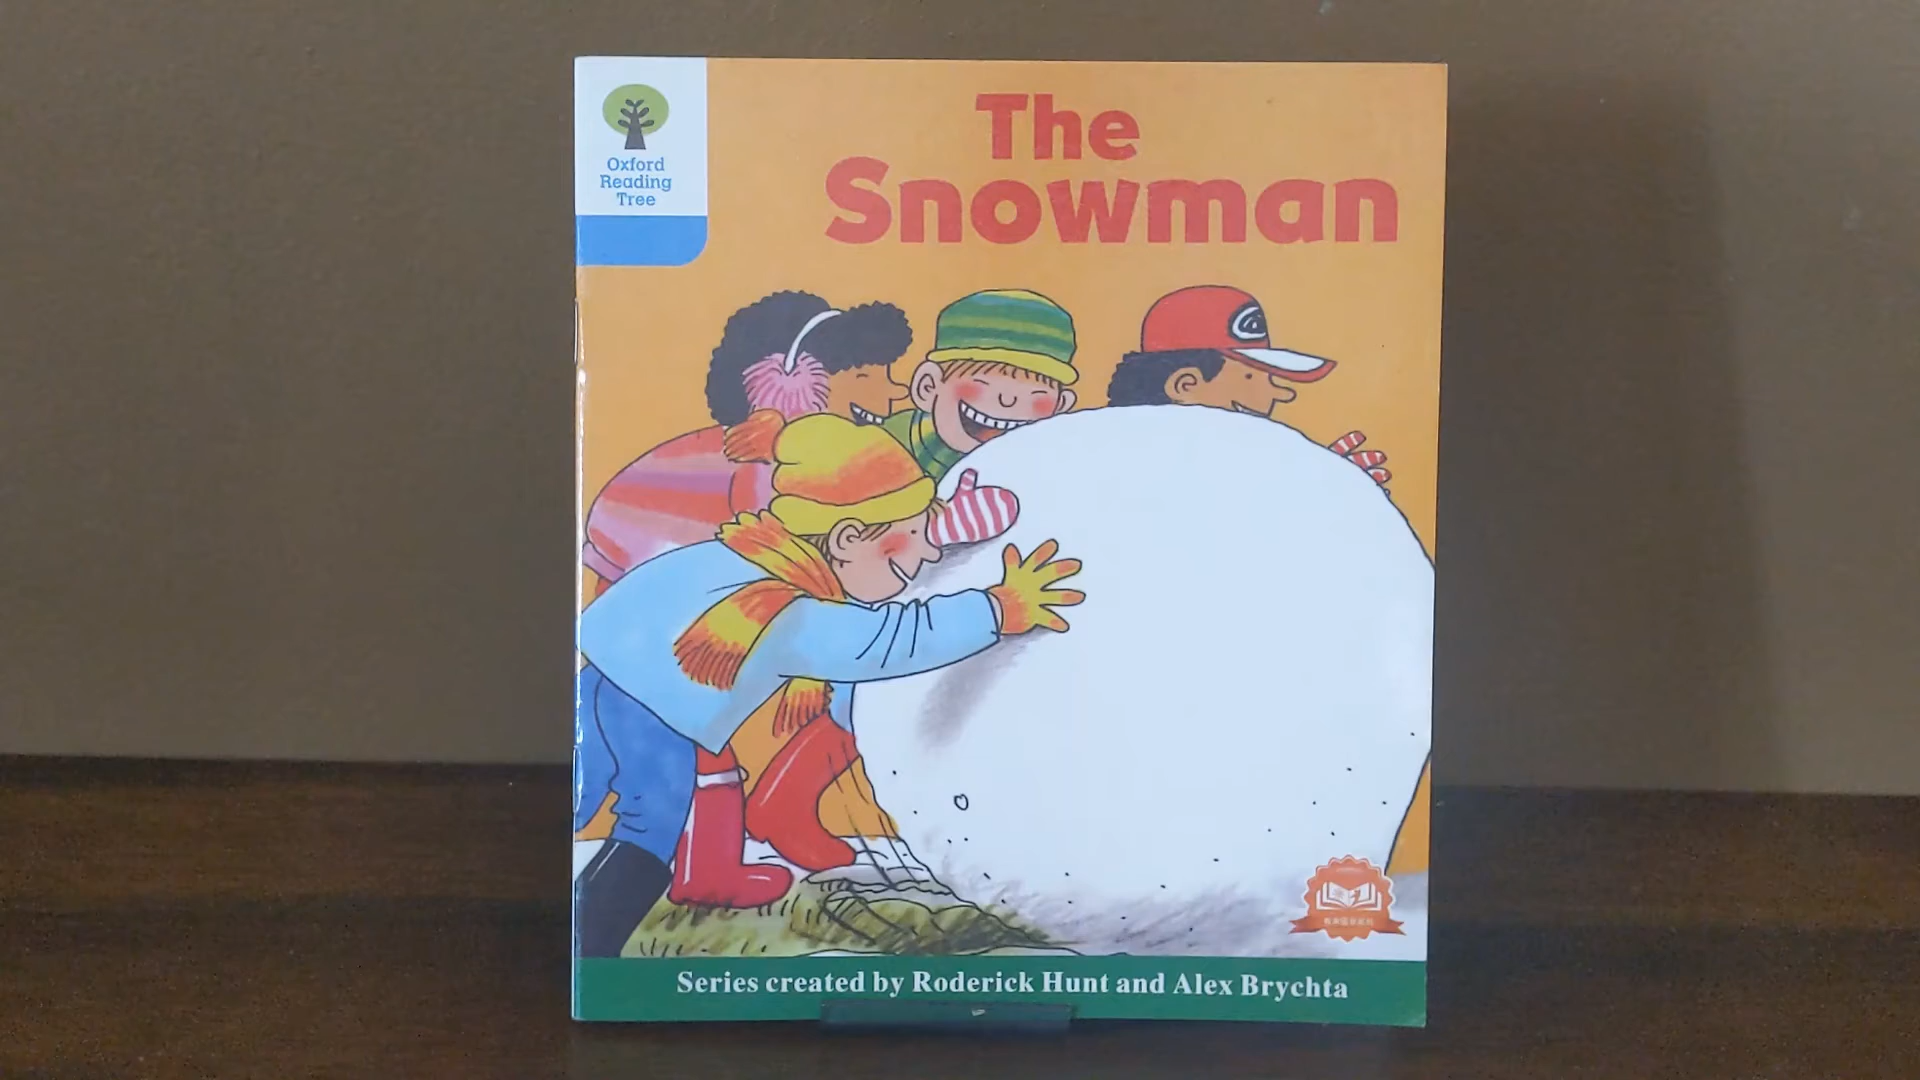 Oxford
Reading
Tree
The
Snowman
Series created by Roderick Hunt and Alex Brychta